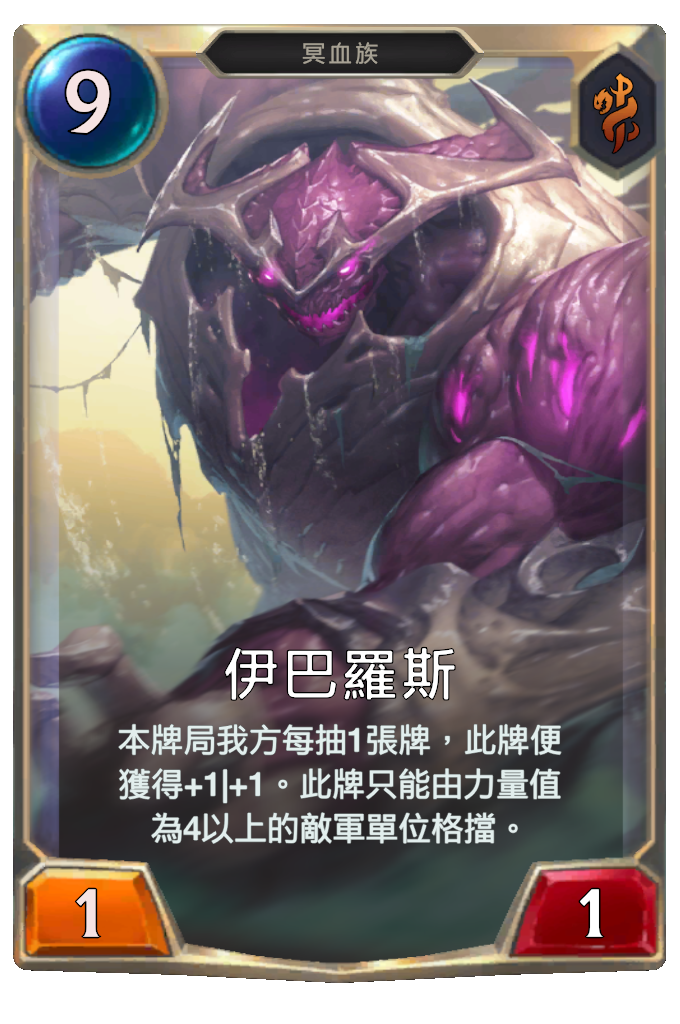 冥血族
9
伊巴羅斯
本牌局我方每抽1張牌，此牌便
獲得+1|+1。此牌只能由力量值
為4以上的敵軍單位格擋。
1
1